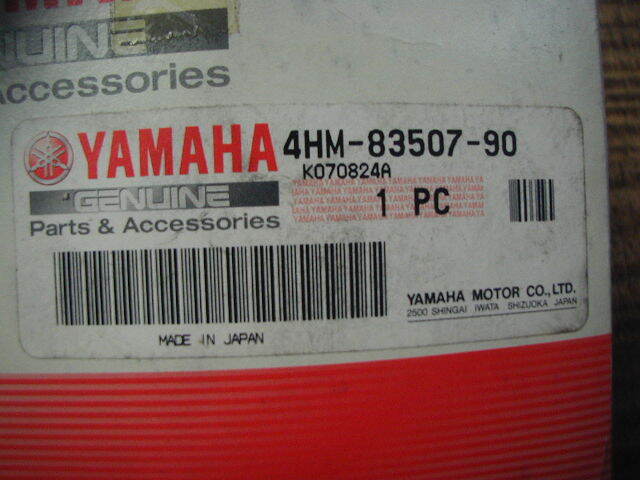 GENUINE
Accessories
YAMAHA 4HM-83507-90
K070824A
GENUINE
1 PC
Parts & Accessories
YAMAHA MOTOR CO.,LTD.
2500 SHINGAI IWATA SHIZUOKA JAPAN
MADE IN JAPAN